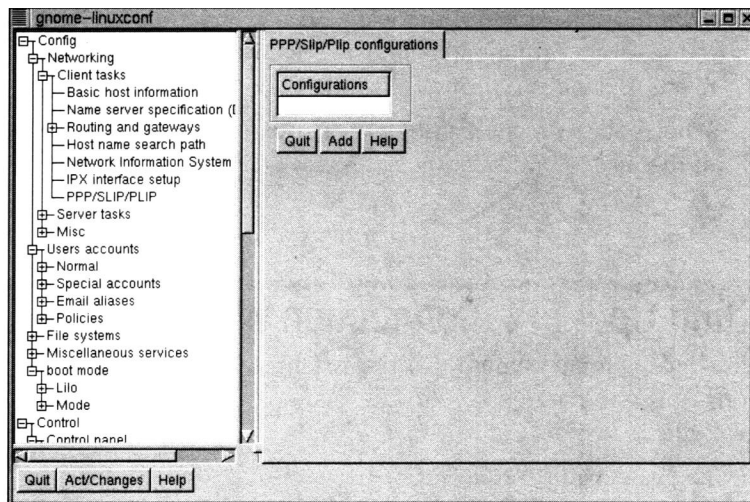 gnome-linuxconf
Config
Networking
Client tasks
Basic host information
Name server specification (
Routing and gateways
Host name search path
Network Information System
IPX interface setup
PPP/SLIP/PLIP
Server tasks
Misc
Users accounts
Normal
Special accounts
Email aliases
Policies
File systems
Miscellaneous services
boot mode
Lilo
Mode
Control
Control panel
Quit Act/Changes Help
PPP/Slip/Plip configurations
Configurations
Quit Add Help